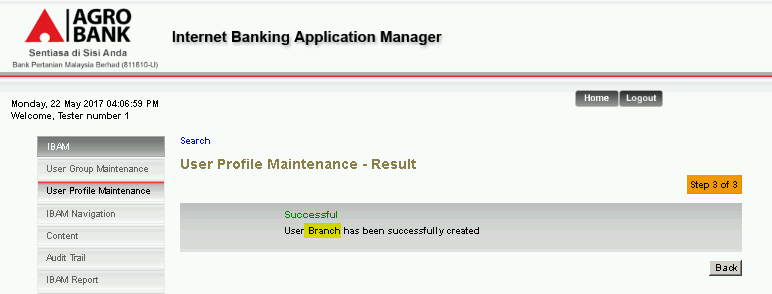 AGRO
BANK
Sentiasa di Sisi Anda
Bank Pertanian Malaysia Berhad (811810-U)
Internet Banking Application Manager
Monday, 22 May 2017 04:06:59 PM
Welcome, Tester number 1
Home
Logout
IBAM
User Group Maintenance
User Profile Maintenance
IBAM Navigation
Content
Audit Trail
IBAM Report
Search
User Profile Maintenance - Result
Step 3 of 3
Successful
User Branch has been successfully created
Back